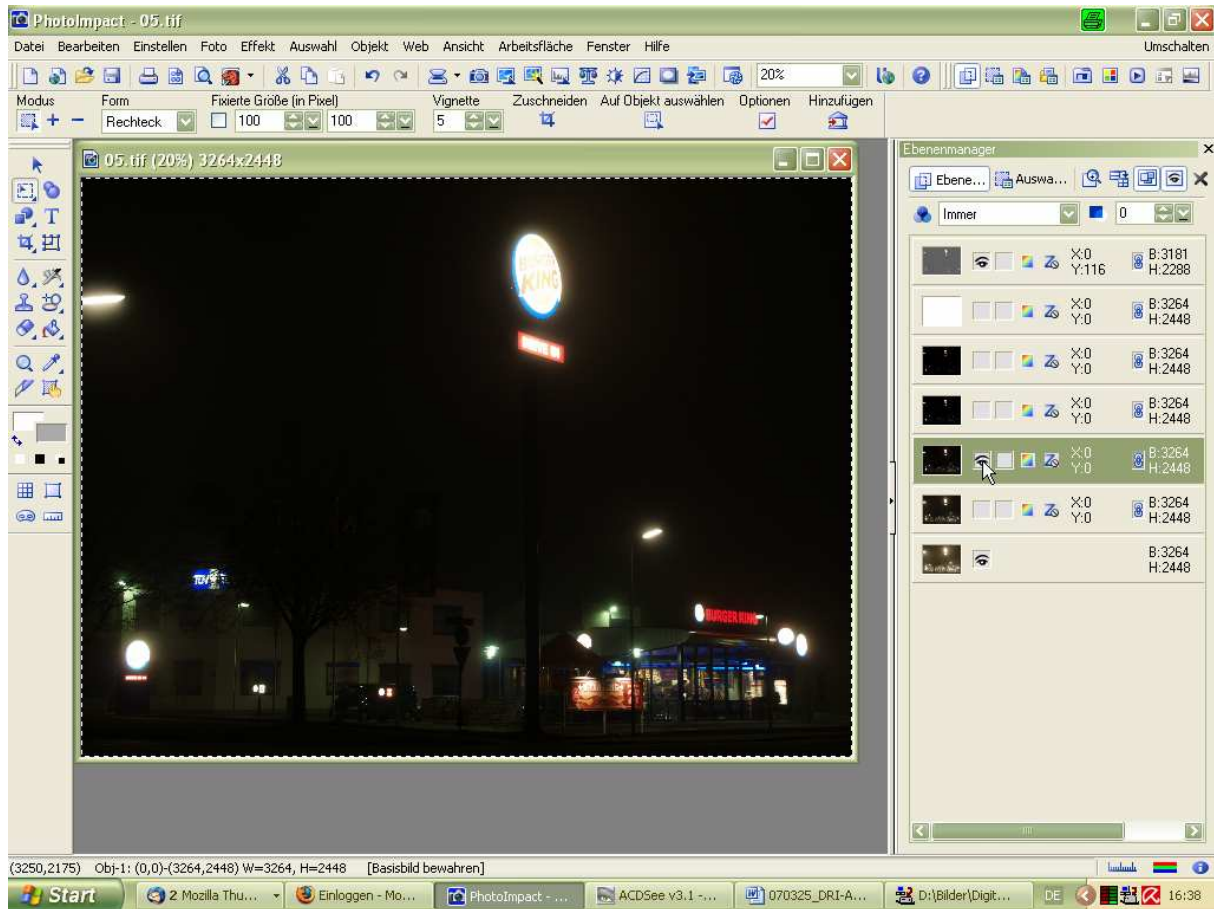 PhotoImpact - 05.tif
Datei Bearbeiten Einstellen Foto Effekt Auswahl Objekt Web Ansicht Arbeitsfläche Fenster Hilfe Umschalten
20%
Modus Form Fixierte Größe (in Pixel) Vignette Zuschneiden Auf Objekt auswählen Optionen Hinzufügen
Rechteck 100 100 5
05.tif (20%) 3264x2448
Ebenenmanager
Ebene... Auswa...
Immer 0
X:0 B:3181
Y:116 H:2288
X:0 B:3264
Y:0 H:2448
X:0 B:3264
Y:0 H:2448
X:0 B:3264
Y:0 H:2448
X:0 B:3264
Y:0 H:2448
X:0 B:3264
Y:0 H:2448
B:3264
H:2448
KING
DRIVE IN
TÜV
BURGER KING
(3250,2175) Obj-1: (0,0)-(3264,2448) W=3264, H=2448 [Basisbild bewahren]
Start 2 Mozilla Thu... Einloggen - Mo... PhotoImpact - ... ACDSee v3.1 -... 070325_DRI-A... D:\Bilder\Digit... DE 16:38